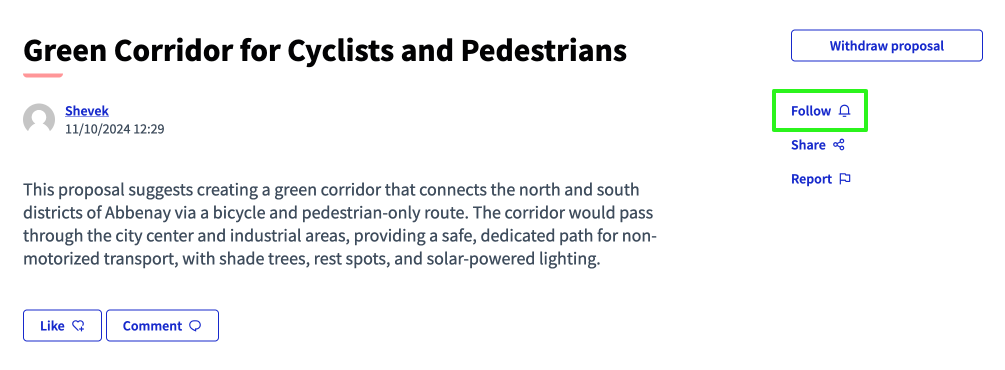 Green Corridor for Cyclists and Pedestrians
Withdraw proposal
Shevek
11/10/2024 12:29
Follow
Share
Report
This proposal suggests creating a green corridor that connects the north and south
districts of Abbenay via a bicycle and pedestrian-only route. The corridor would pass
through the city center and industrial areas, providing a safe, dedicated path for non-
motorized transport, with shade trees, rest spots, and solar-powered lighting.
Like
Comment